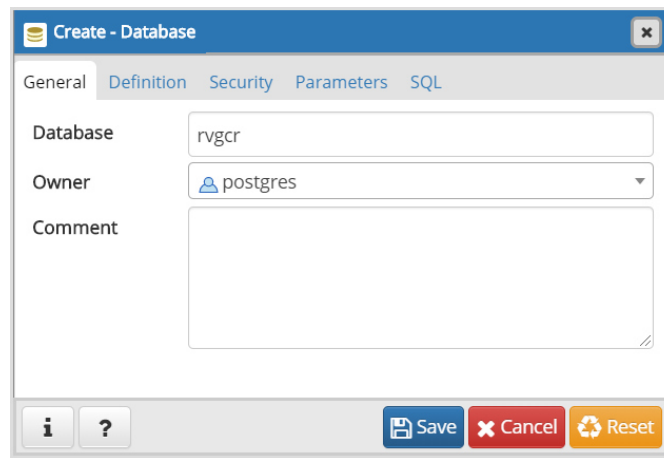 Create - Database
General Definition Security Parameters SQL
Database rvgcr
Owner postgres
Comment
i ? Save Cancel Reset